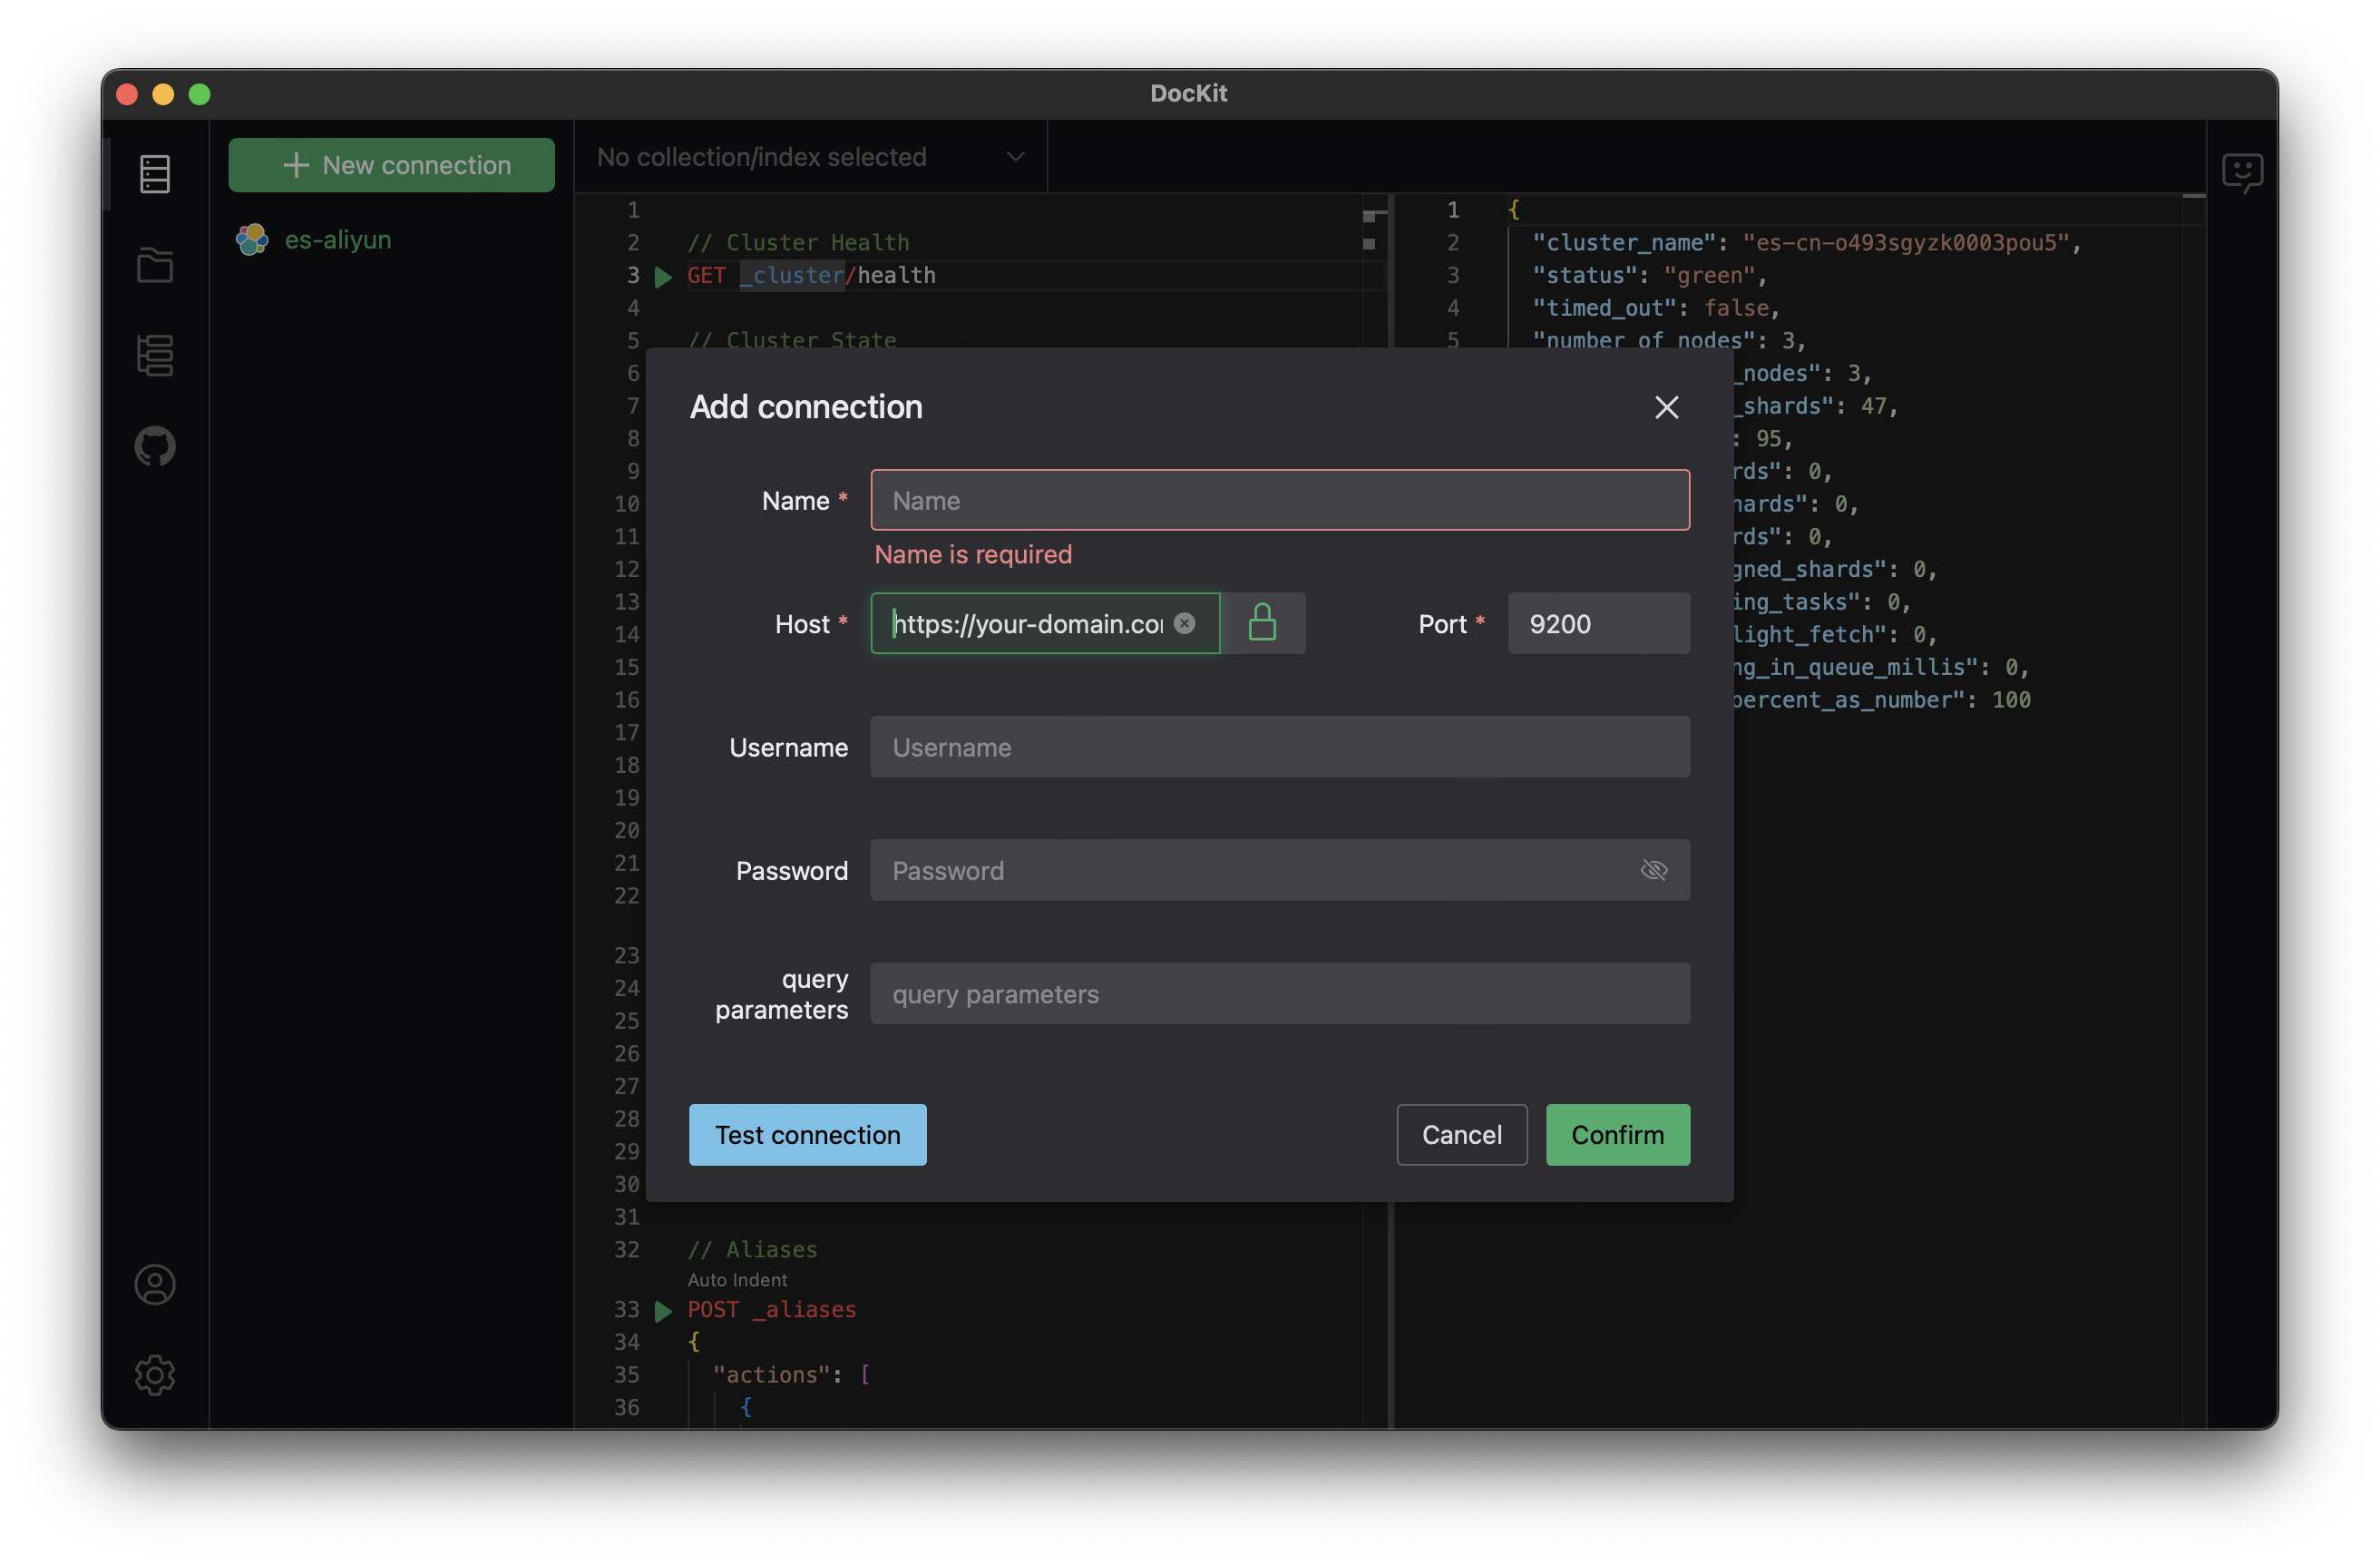 DocKit
New connection
es-aliyun
No collection/index selected
1
2 // Cluster Health
3 GET _cluster/health
4
5 // Cluster State
6
7
8
9
10
11
12
13
14
15
16
17
18
19
20
21
22
23
24
25
26
27
28
29
30
31
32 // Aliases
Auto Indent
33 POST _aliases
34 {
35 "actions": [
36 {
1 {
2 "cluster_name": "es-cn-o493sgyzk0003pou5",
3 "status": "green",
4 "timed_out": false,
5 "number_of_nodes": 3,
_nodes": 3,
_shards": 47,
: 95,
rds": 0,
hards": 0,
rds": 0,
gned_shards": 0,
ing_tasks": 0,
light_fetch": 0,
ng_in_queue_millis": 0,
percent_as_number": 100
Add connection
Name * Name
Name is required
Host * https://your-domain.co
Port * 9200
Username Username
Password Password
query parameters query parameters
Test connection
Cancel
Confirm